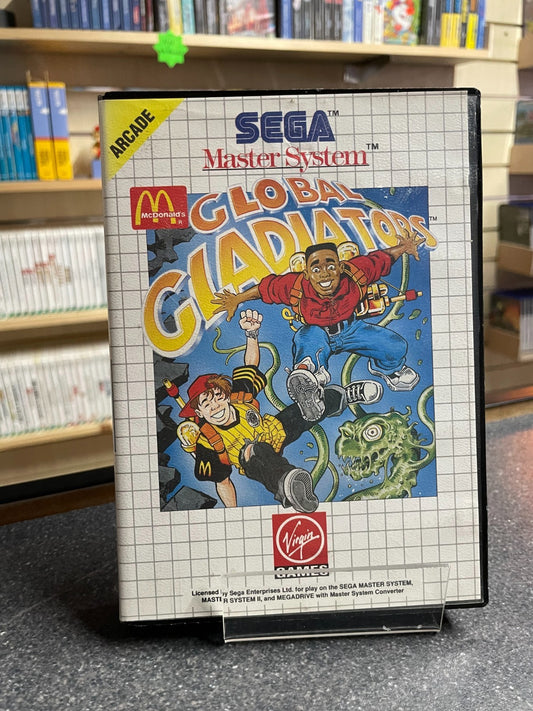 ARCADE
SEGA™
Master System™
McDonald's
R
GLOBAL
GLADIATORS™
Virgin
GAMES
Licensed by Sega Enterprises Ltd. for play on the SEGA MASTER SYSTEM,
MASTER SYSTEM II, and MEGADRIVE with Master System Converter